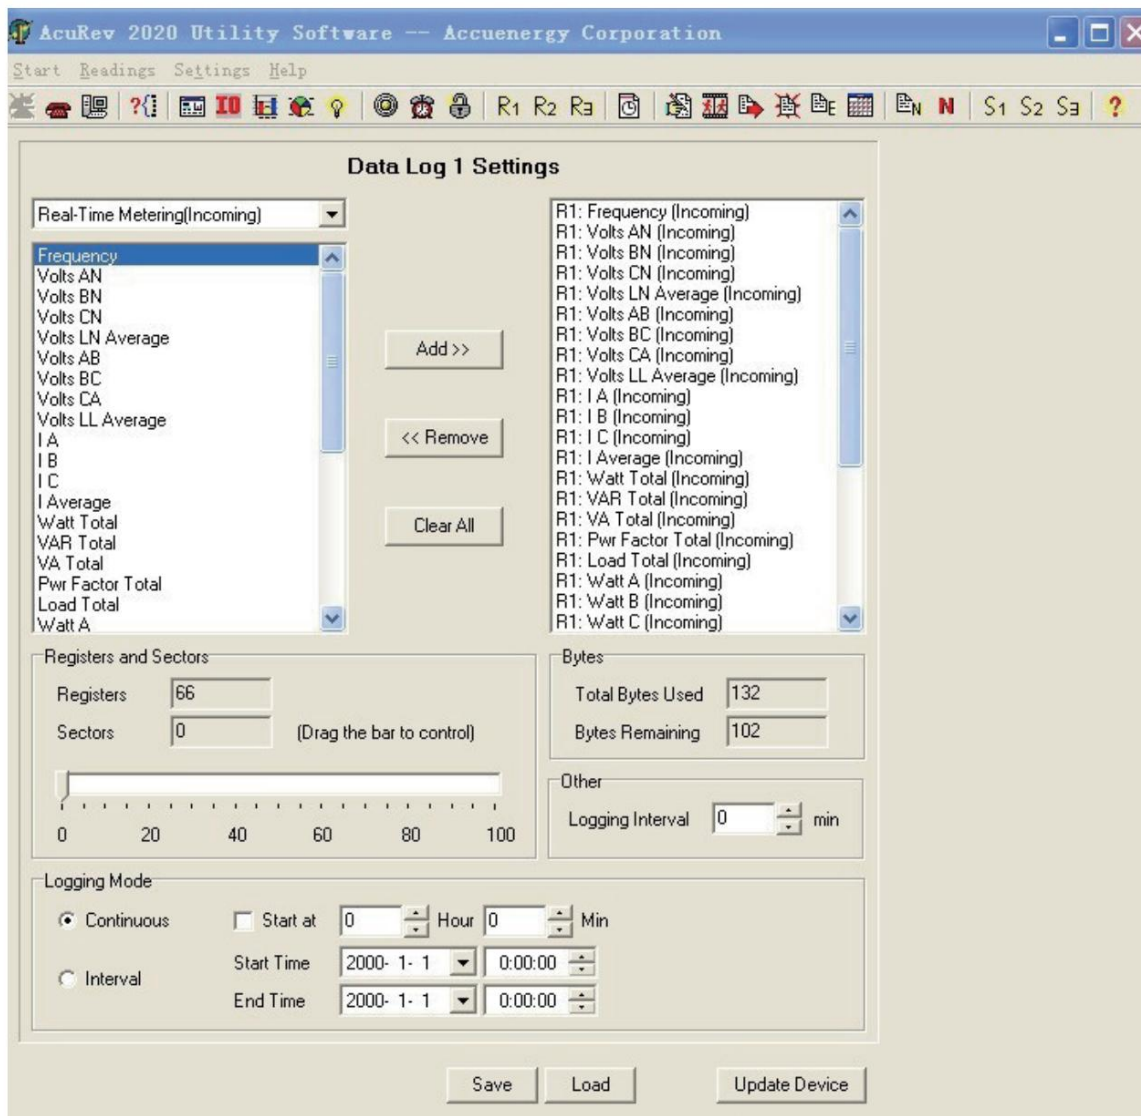 AcuRev 2020 Utility Software -- Accuenergy Corporation
Start Readings Settings Help
?{} IO R1 R2 R3 E N N S1 S2 S3 ?
Data Log 1 Settings
Real-Time Metering(Incoming)
Frequency
Volts AN
Volts BN
Volts CN
Volts LN Average
Volts AB
Volts BC
Volts CA
Volts LL Average
I A
I B
I C
I Average
Watt Total
VAR Total
VA Total
Pwr Factor Total
Load Total
Watt A
Add >>
<< Remove
Clear All
R1: Frequency (Incoming)
R1: Volts AN (Incoming)
R1: Volts BN (Incoming)
R1: Volts CN (Incoming)
R1: Volts LN Average (Incoming)
R1: Volts AB (Incoming)
R1: Volts BC (Incoming)
R1: Volts CA (Incoming)
R1: Volts LL Average (Incoming)
R1: I A (Incoming)
R1: I B (Incoming)
R1: I C (Incoming)
R1: I Average (Incoming)
R1: Watt Total (Incoming)
R1: VAR Total (Incoming)
R1: VA Total (Incoming)
R1: Pwr Factor Total (Incoming)
R1: Load Total (Incoming)
R1: Watt A (Incoming)
R1: Watt B (Incoming)
R1: Watt C (Incoming)
Registers and Sectors
Registers 66
Sectors 0 (Drag the bar to control)
0 20 40 60 80 100
Bytes
Total Bytes Used 132
Bytes Remaining 102
Other
Logging Interval 0 min
Logging Mode
Continuous Start at 0 Hour 0 Min
Interval
Start Time 2000- 1- 1 0:00:00
End Time 2000- 1- 1 0:00:00
Save Load Update Device